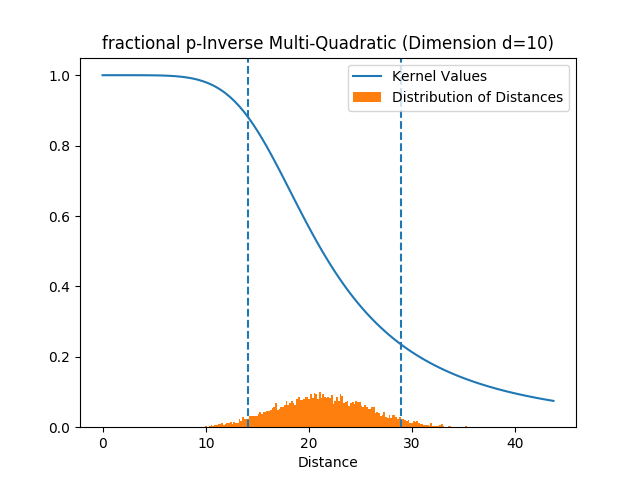 fractional p-Inverse Multi-Quadratic (Dimension d=10)
Kernel Values
Distribution of Distances
1.0
0.8
0.6
0.4
0.2
0.0
0 10 20 30 40
Distance